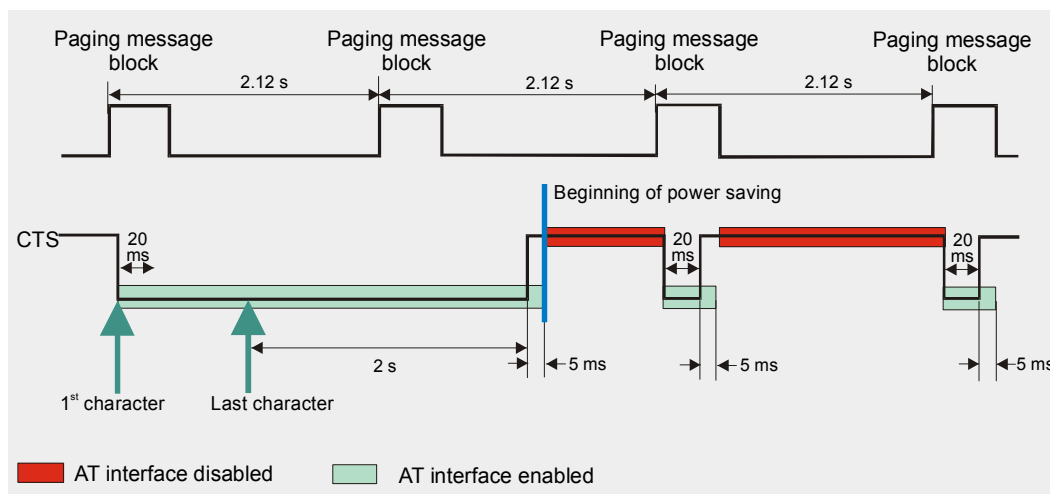 Paging message
block
Paging message
block
Paging message
block
Paging message
block
2.12 s
2.12 s
2.12 s
Beginning of power saving
CTS
20
ms
20
ms
20
ms
2 s
5 ms
5 ms
5 ms
1st character
Last character
AT interface disabled
AT interface enabled